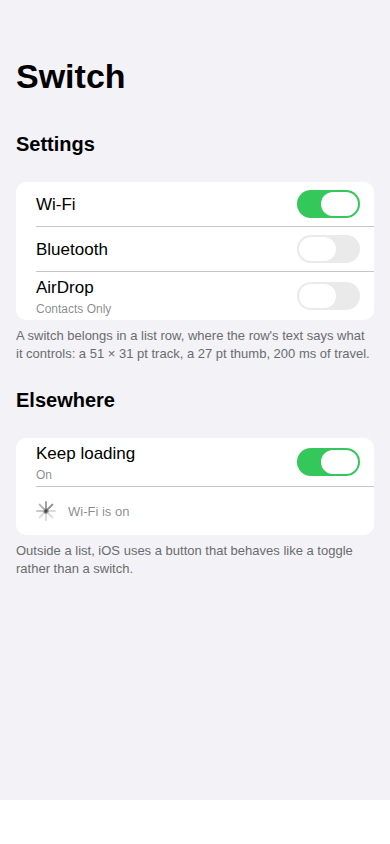 Switch
Settings
Wi-Fi
Bluetooth
AirDrop
Contacts Only
A switch belongs in a list row, where the row's text says what
it controls: a 51 × 31 pt track, a 27 pt thumb, 200 ms of travel.
Elsewhere
Keep loading
On
Wi-Fi is on
Outside a list, iOS uses a button that behaves like a toggle
rather than a switch.